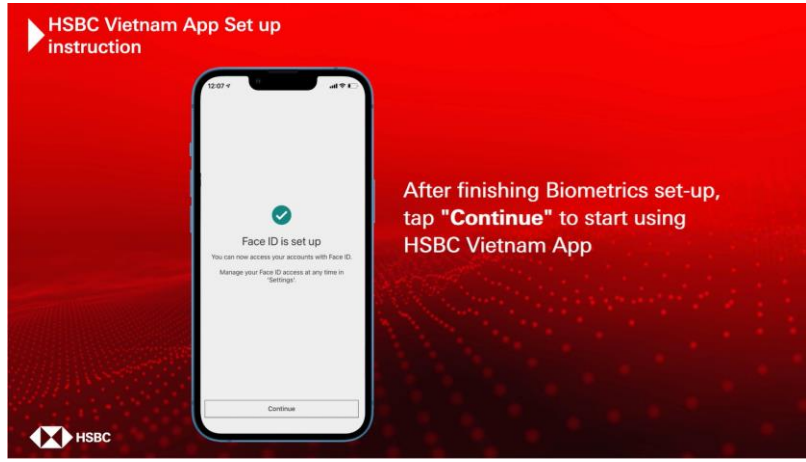 HSBC Vietnam App Set up
instruction
12:07
Face ID is set up
You can now access your accounts with Face ID.
Manage your Face ID access at any time in
'Settings'.
Continue
After finishing Biometrics set-up,
tap "Continue" to start using
HSBC Vietnam App
HSBC